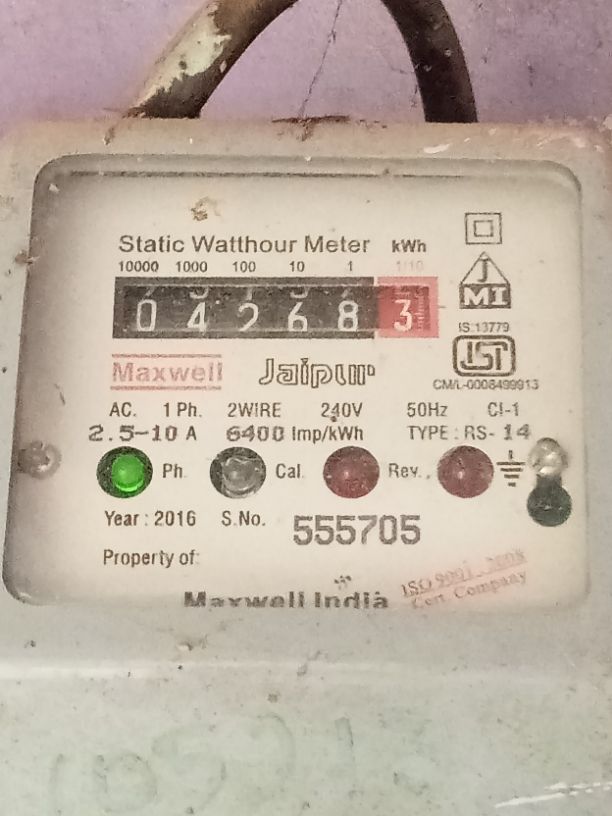 Static Watthour Meter kWh
10000 1000 100 10 1 1/10
0 4 2 6 8 3
J
MI
IS:13779
Maxwell Jaipur
ISI
CM/L-0008499913
AC. 1 Ph. 2WIRE 240V 50Hz Cl-1
2.5-10 A 6400 Imp/kWh TYPE : RS- 14
Ph. Cal. Rev.
Year : 2016 S.No. 555705
Property of:
ISO 9001 - 2008
Cert. Company
Maxwell India